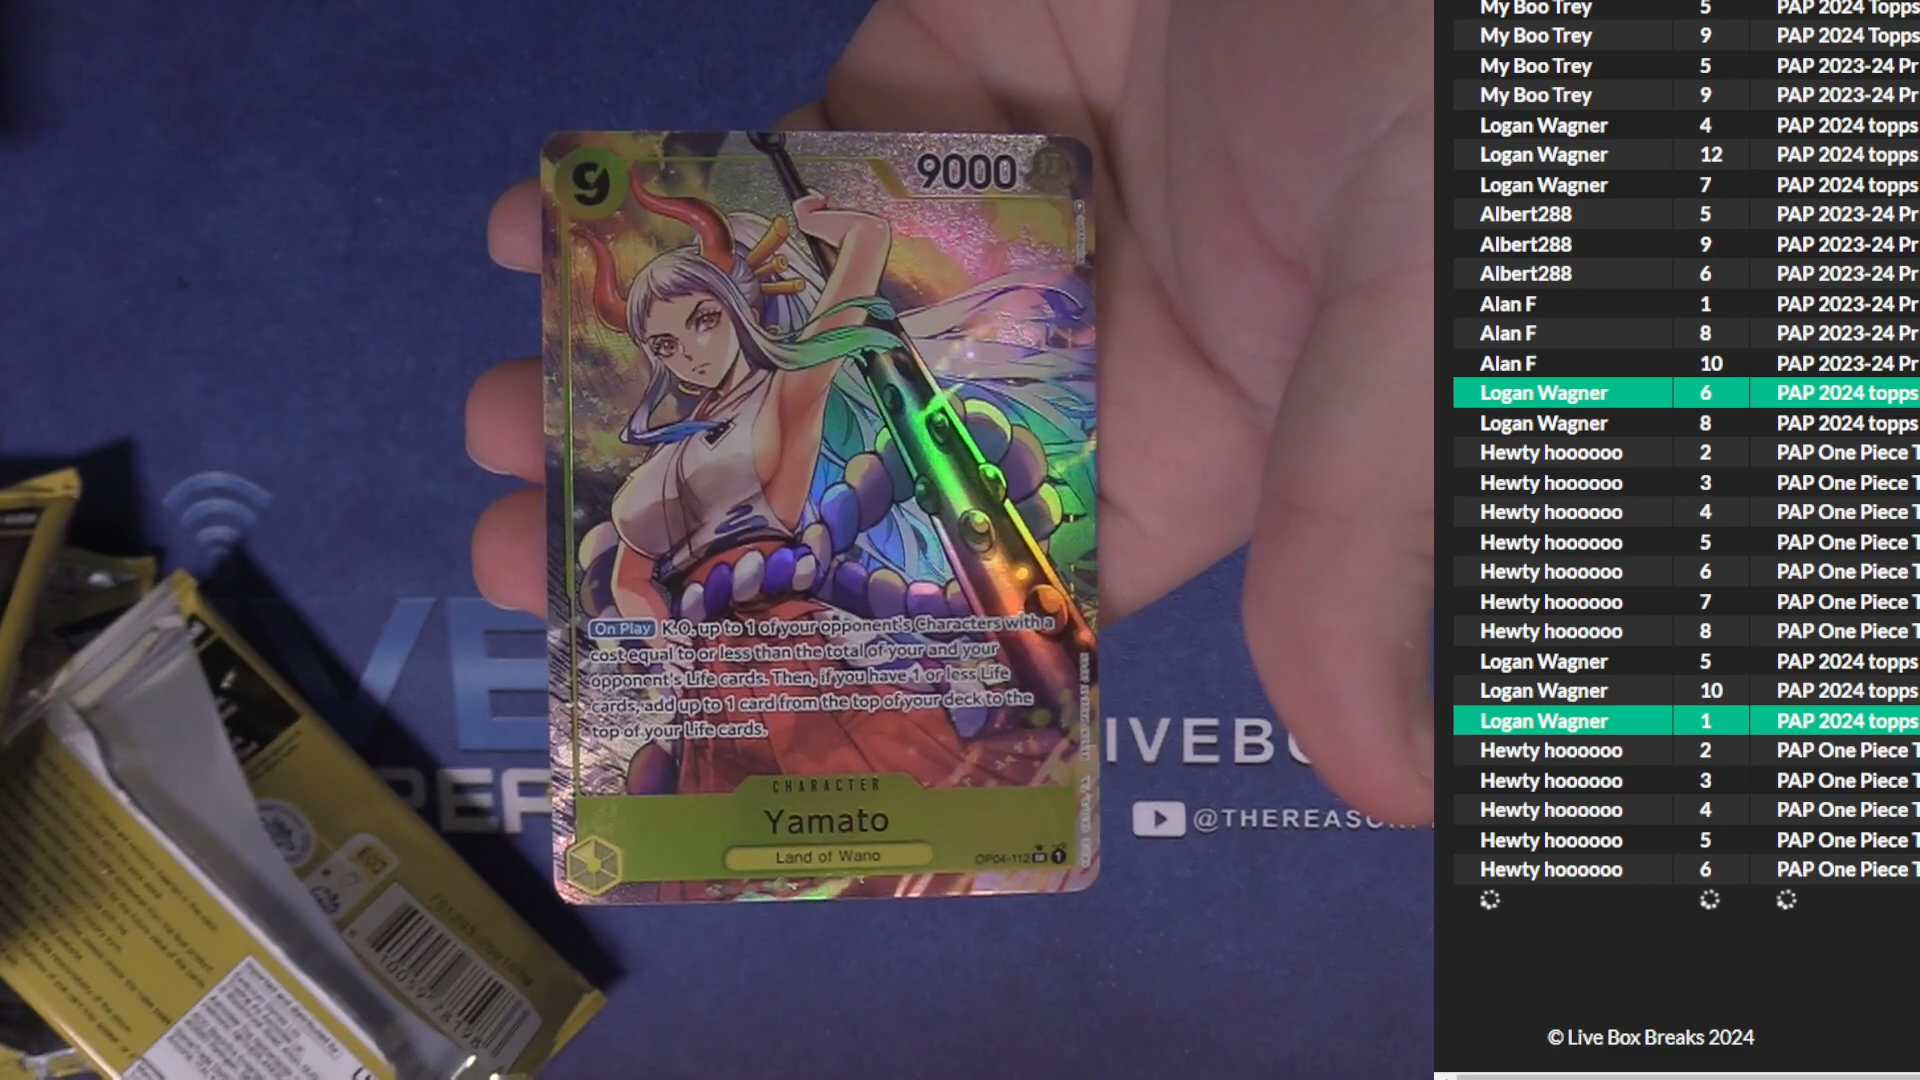 9
9000
On Play K.O. up to 1 of your opponent's Characters with a
cost equal to or less than the total of your and your
opponent's Life cards. Then, if you have 1 or less Life
cards, add up to 1 card from the top of your deck to the
top of your Life cards.
CHARACTER
Yamato
Land of Wano
OP04-112 SR 1
IVEB
@THEREASO
My Boo Trey 5 PAP 2024 Topps
My Boo Trey 9 PAP 2024 Topps
My Boo Trey 5 PAP 2023-24 Pr
My Boo Trey 9 PAP 2023-24 Pr
Logan Wagner 4 PAP 2024 topps
Logan Wagner 12 PAP 2024 topps
Logan Wagner 7 PAP 2024 topps
Albert288 5 PAP 2023-24 Pr
Albert288 9 PAP 2023-24 Pr
Albert288 6 PAP 2023-24 Pr
Alan F 1 PAP 2023-24 Pr
Alan F 8 PAP 2023-24 Pr
Alan F 10 PAP 2023-24 Pr
Logan Wagner 6 PAP 2024 topps
Logan Wagner 8 PAP 2024 topps
Hewty hoooooo 2 PAP One Piece T
Hewty hoooooo 3 PAP One Piece T
Hewty hoooooo 4 PAP One Piece T
Hewty hoooooo 5 PAP One Piece T
Hewty hoooooo 6 PAP One Piece T
Hewty hoooooo 7 PAP One Piece T
Hewty hoooooo 8 PAP One Piece T
Logan Wagner 5 PAP 2024 topps
Logan Wagner 10 PAP 2024 topps
Logan Wagner 1 PAP 2024 topps
Hewty hoooooo 2 PAP One Piece T
Hewty hoooooo 3 PAP One Piece T
Hewty hoooooo 4 PAP One Piece T
Hewty hoooooo 5 PAP One Piece T
Hewty hoooooo 6 PAP One Piece T
© Live Box Breaks 2024